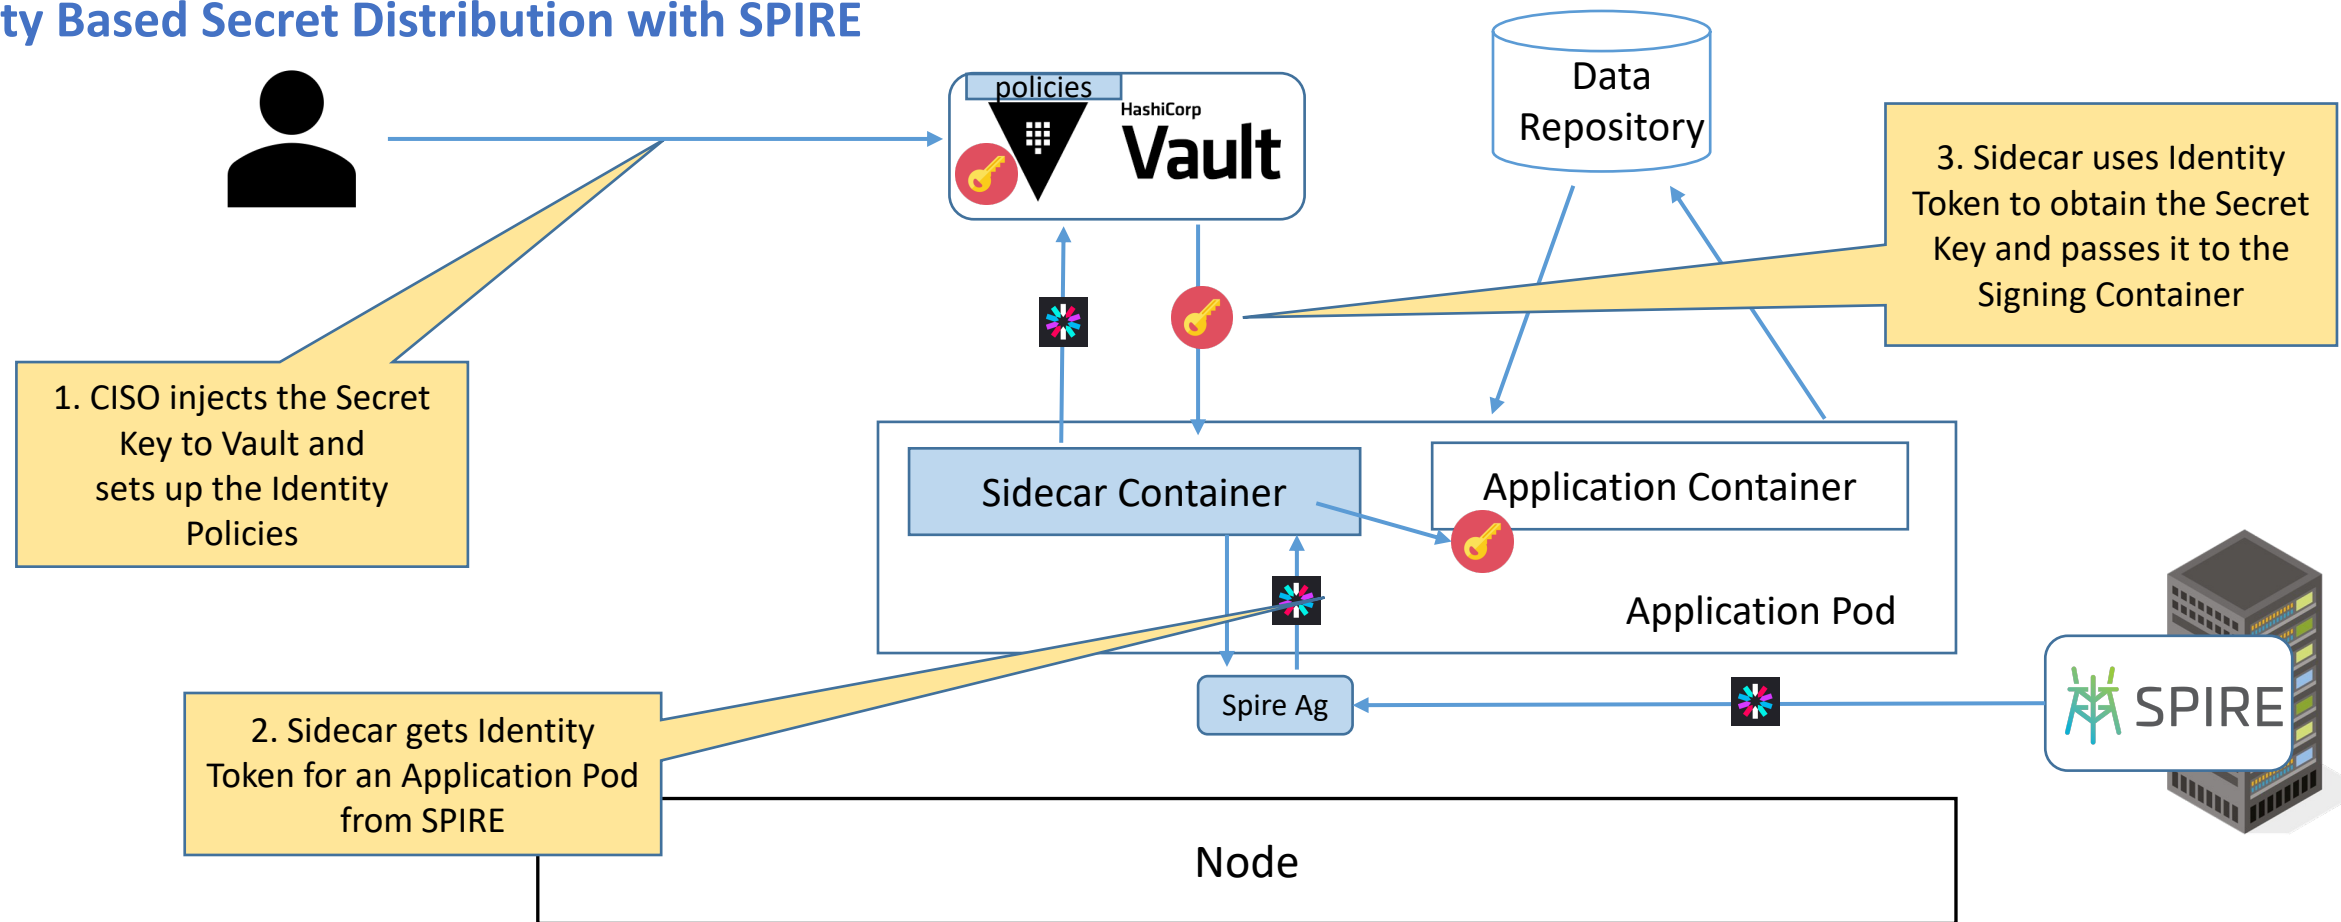 ty Based Secret Distribution with SPIRE
policies
HashiCorp
Vault
Data
Repository
3. Sidecar uses Identity
Token to obtain the Secret
Key and passes it to the
Signing Container
1. CISO injects the Secret
Key to Vault and
sets up the Identity
Policies
Sidecar Container
Application Container
Application Pod
2. Sidecar gets Identity
Token for an Application Pod
from SPIRE
Spire Ag
SPIRE
Node